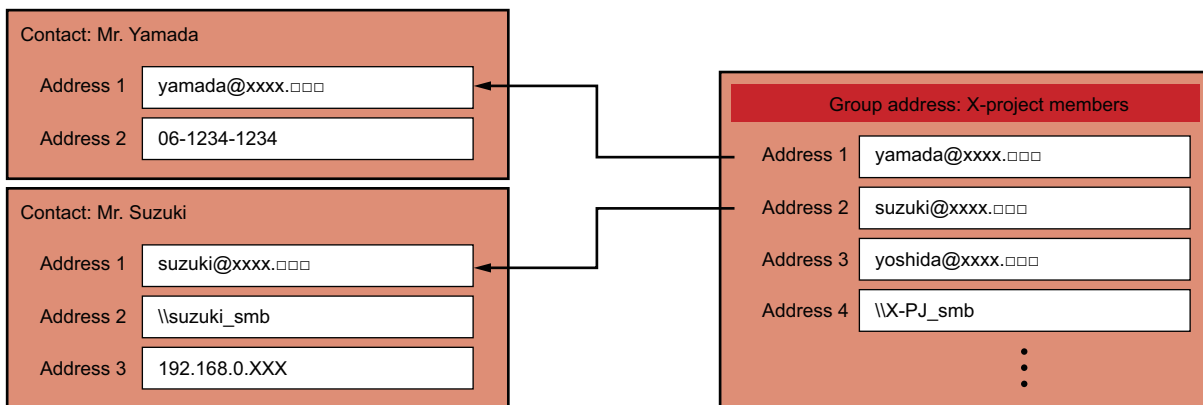 Contact: Mr. Yamada
Address 1 yamada@xxxx.□□□
Address 2 06-1234-1234
Contact: Mr. Suzuki
Address 1 suzuki@xxxx.□□□
Address 2 \\suzuki_smb
Address 3 192.168.0.XXX
Group address: X-project members
Address 1 yamada@xxxx.□□□
Address 2 suzuki@xxxx.□□□
Address 3 yoshida@xxxx.□□□
Address 4 \\X-PJ_smb